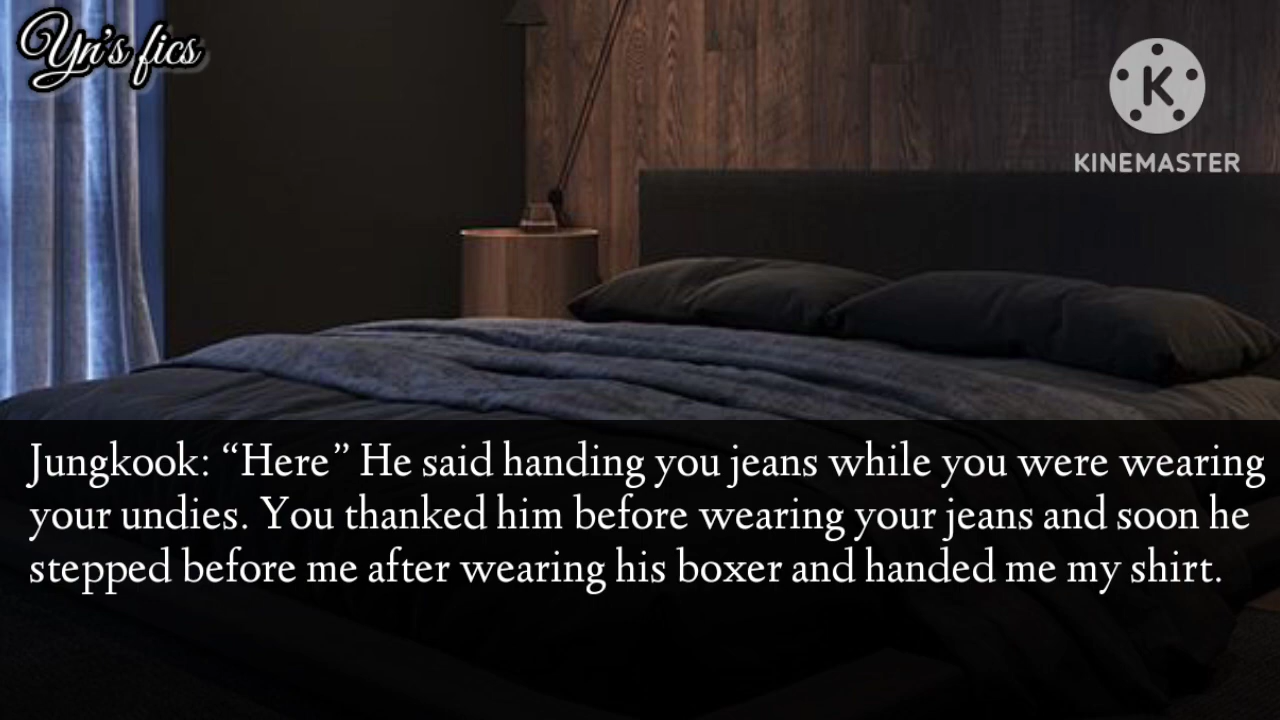 Yn's fics
K
KINEMASTER
Jungkook: “Here” He said handing you jeans while you were wearing
your undies. You thanked him before wearing your jeans and soon he
stepped before me after wearing his boxer and handed me my shirt.